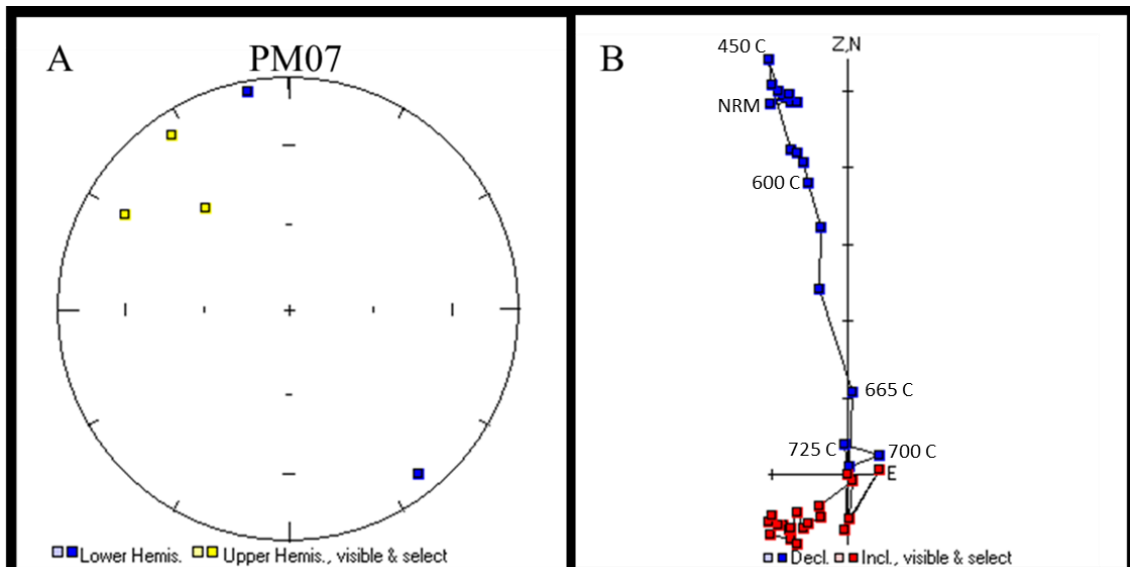 A
PM07
Lower Hemis.
Upper Hemis., visible & select
B
Z,N
450 C
NRM
600 C
665 C
725 C
700 C
E
Decl.
Incl., visible & select